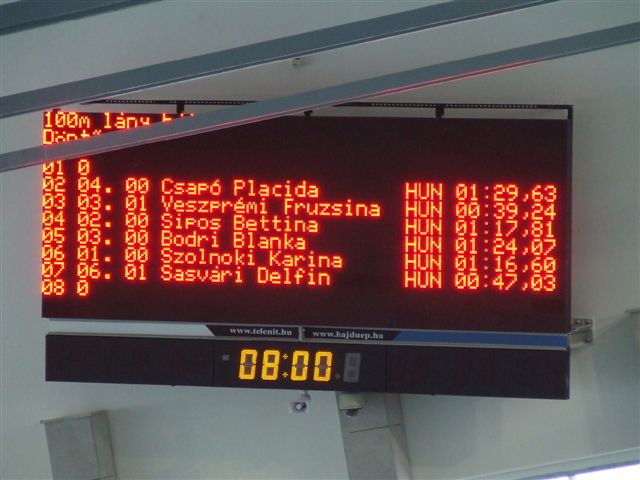 100m lány
Döntő
01 0
02 04. 00 Csapó Placida HUN 01:29,63
03 03. 01 Veszprémi Fruzsina HUN 00:39,24
04 02. 00 Sipos Bettina HUN 01:17,81
05 03. 00 Bodri Blanka HUN 01:24,07
06 01. 00 Szolnoki Karina HUN 01:16,60
07 06. 01 Sasvári Delfin HUN 00:47,03
08 0
www.telenit.hu www.hajduep.hu
08:00